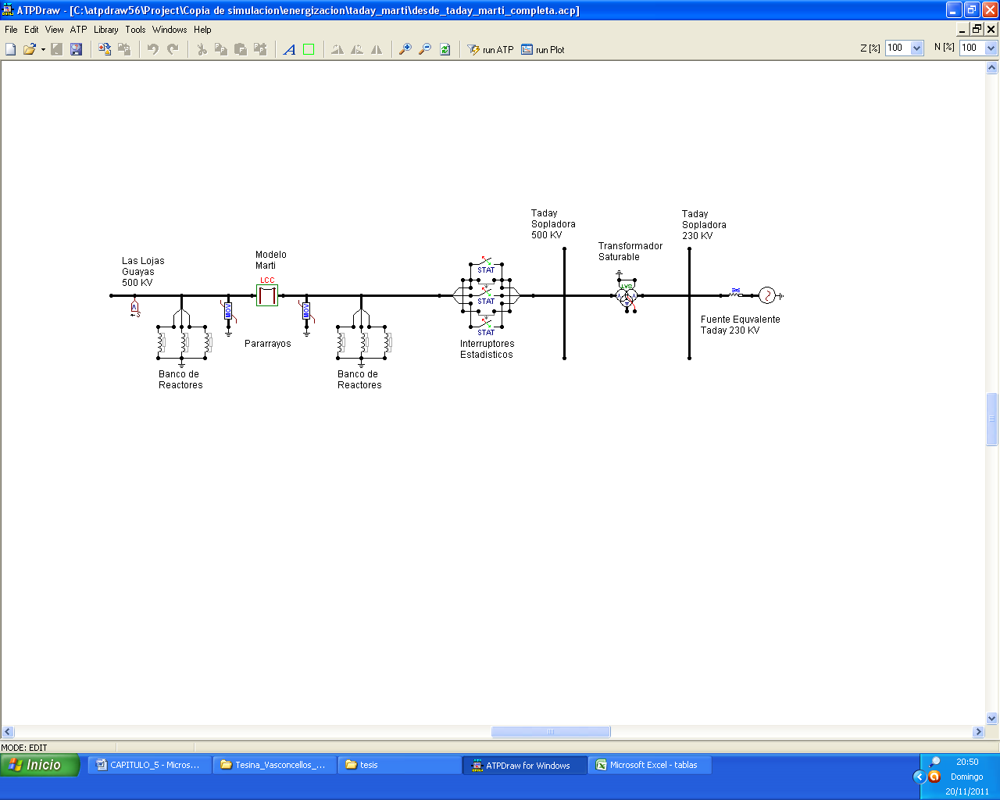 ATPDraw - [C:\atpdraw56\Project\Copia de simulacion\energizacion\taday_marti\desde_taday_marti_completa.acp]
File Edit View ATP Library Tools Windows Help
run ATP run Plot Z [%] 100 N [%] 100
Taday
Sopladora
500 KV
Taday
Sopladora
230 KV
Transformador
Saturable
Las Lojas
Guayas
500 KV
Modelo
Marti
LCC
STAT
STAT
STAT
SAT
MOV
MOV
Pararrayos
Interruptores
Estadisticos
Fuente Equvalente
Taday 230 KV
Banco de
Reactores
Banco de
Reactores
MODE: EDIT
Inicio
CAPITULO_5 - Micros...
Tesina_Vasconcellos_...
tesis
ATPDraw for Windows
Microsoft Excel - tablas
20:50
Domingo
20/11/2011